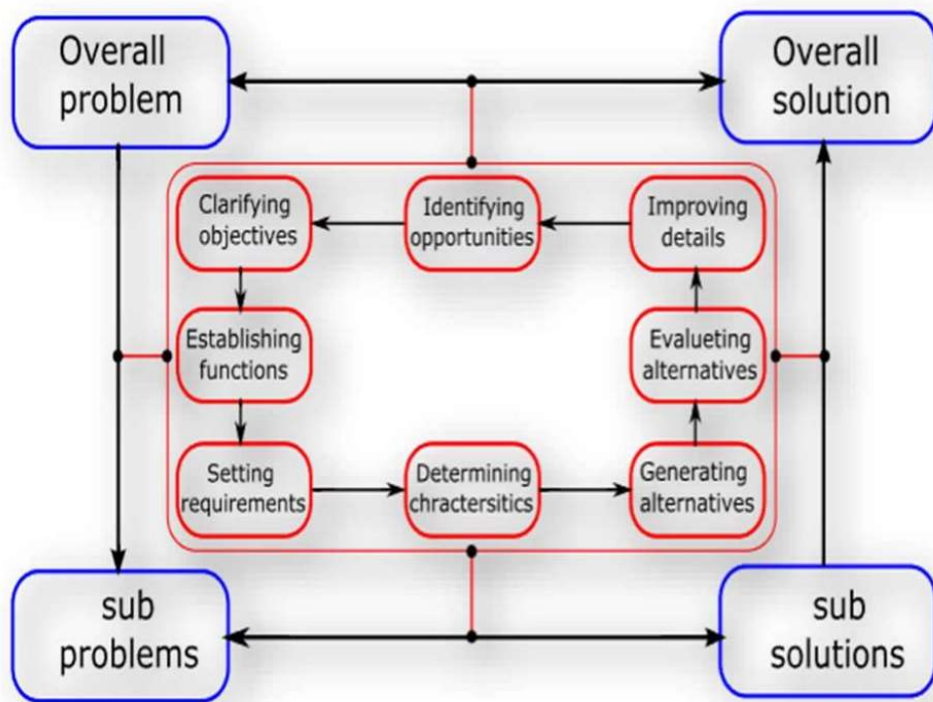 Overall
problem
Overall
solution
Clarifying
objectives
Identifying
opportunities
Improving
details
Establishing
functions
Evalueting
alternatives
Setting
requirements
Determining
chractersitics
Generating
alternatives
sub
problems
sub
solutions